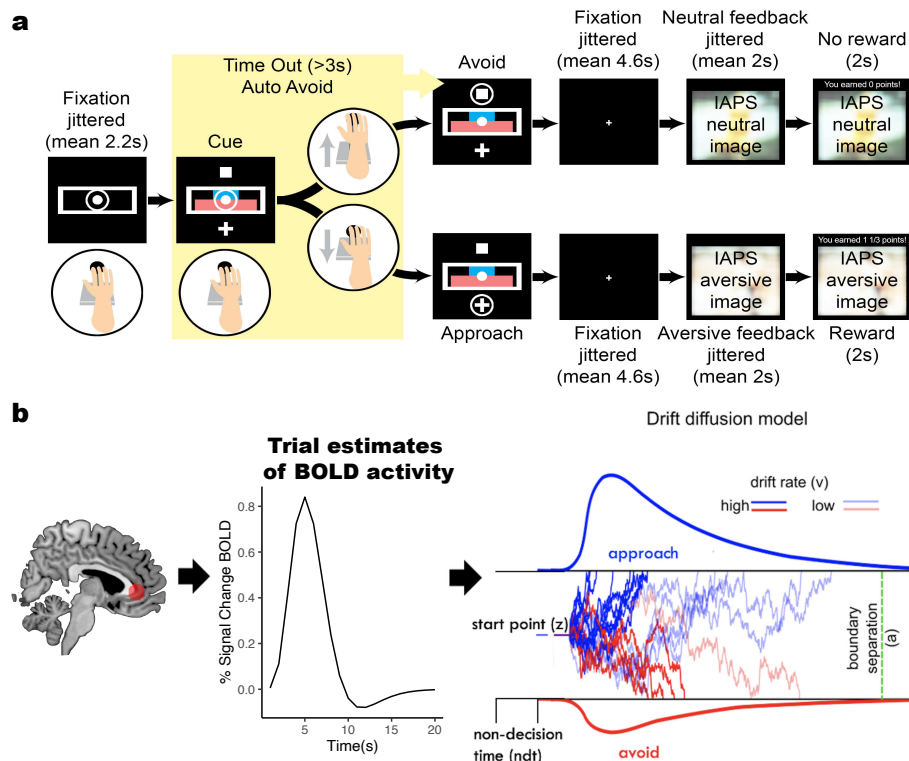 a
Fixation
jittered
(mean 2.2s)
Time Out (>3s)
Auto Avoid
Cue
Avoid
Fixation
jittered
(mean 4.6s)
Neutral feedback
jittered
(mean 2s)
No reward
(2s)
IAPS
neutral
image
You earned 0 points!
IAPS
neutral
image
Approach
Fixation
jittered
(mean 4.6s)
IAPS
aversive
image
Aversive feedback
jittered
(mean 2s)
You earned 1 1/3 points!
IAPS
aversive
image
Reward
(2s)
b
Trial estimates
of BOLD activity
% Signal Change BOLD
0.8
0.6
0.4
0.2
0.0
5
10
15
20
Time(s)
Drift diffusion model
drift rate (v)
high
low
approach
start point (z)
boundary
separation
(a)
non-decision
time (ndt)
avoid